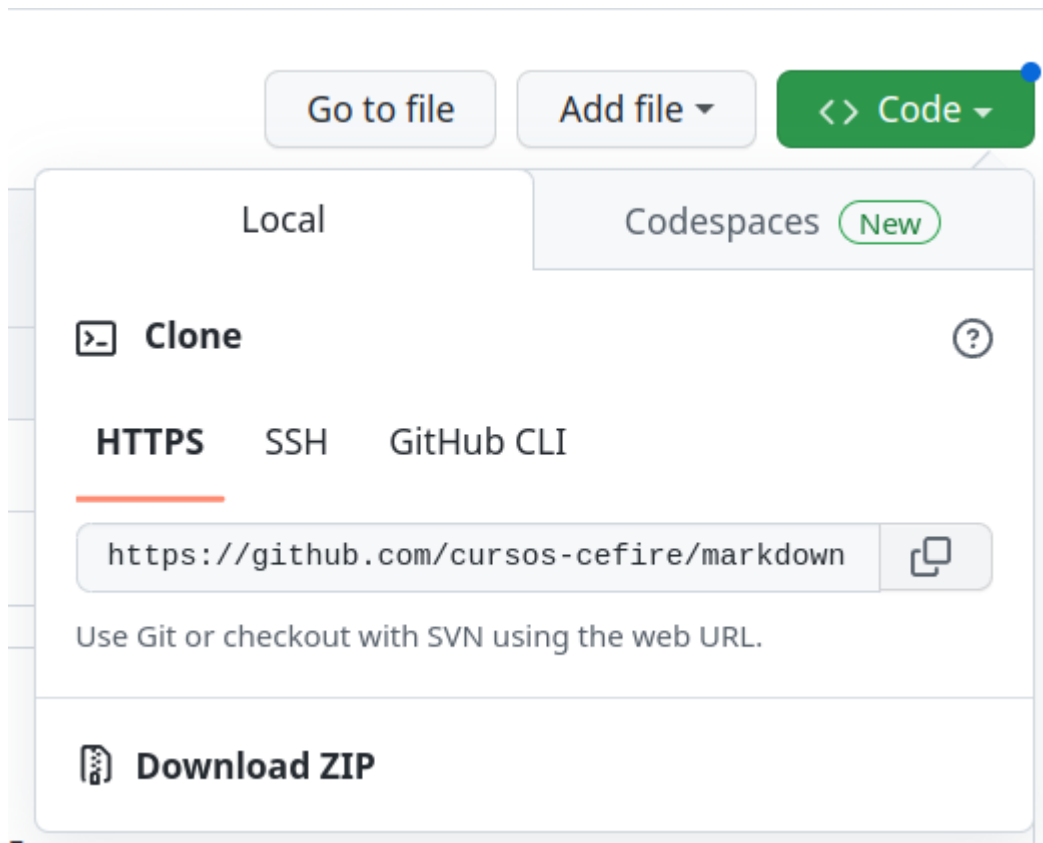 Go to file Add file <> Code
Local Codespaces New
Clone
HTTPS SSH GitHub CLI
https://github.com/cursos-cefire/markdown
Use Git or checkout with SVN using the web URL.
Download ZIP